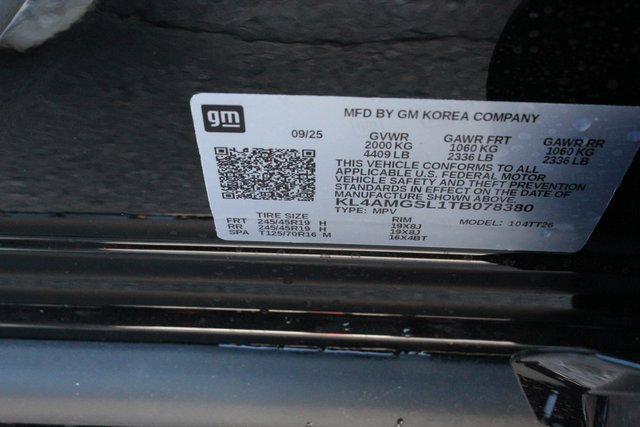 gm
MFD BY GM KOREA COMPANY
09/25 GVWR GAWR FRT GAWR RR
2000 KG 1060 KG 1060 KG
4409 LB 2336 LB 2336 LB
THIS VEHICLE CONFORMS TO ALL
APPLICABLE U.S. FEDERAL MOTOR
VEHICLE SAFETY AND THEFT PREVENTION
STANDARDS IN EFFECT ON THE DATE OF
MANUFACTURE SHOWN ABOVE.
KL4AMGSL1TB078380
TYPE: MPV MODEL: 104TT26
TIRE SIZE RIM
FRT 245/45R19 H 19X8J
RR 245/45R19 H 19X8J
SPA T125/70R16 M 16X4BT